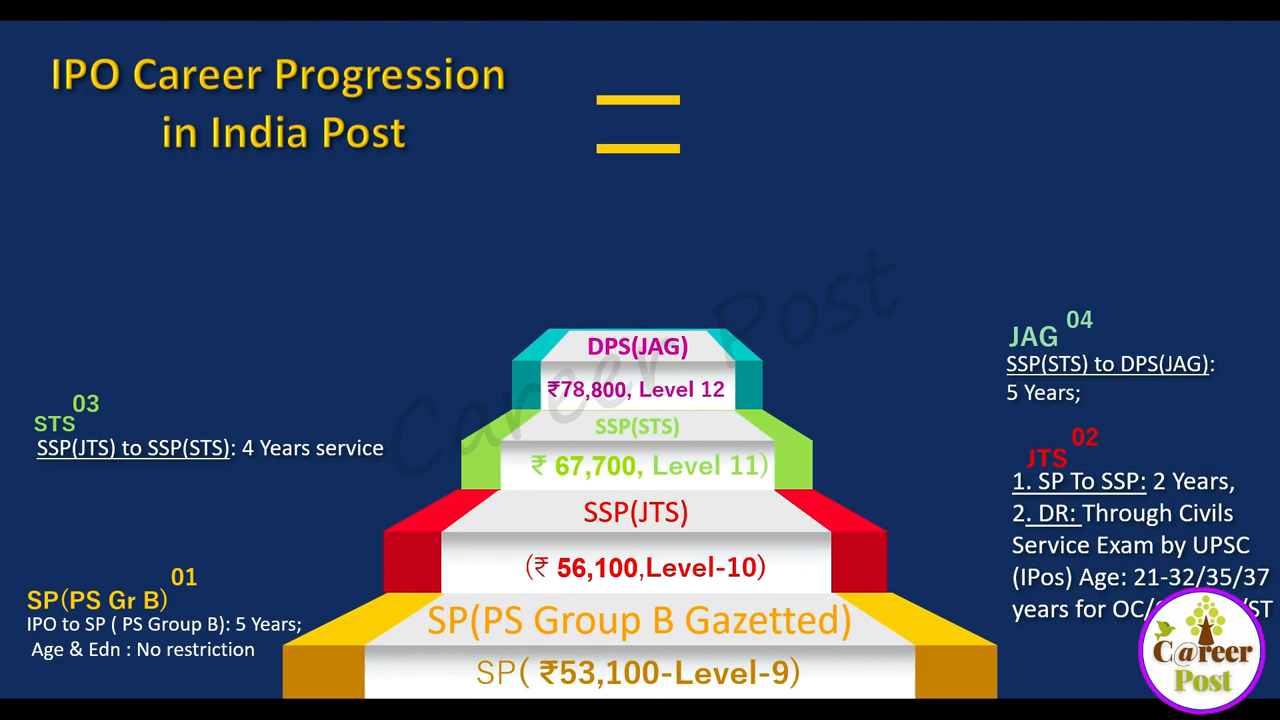 IPO Career Progression
in India Post
Career Post
DPS(JAG)
₹78,800, Level 12
SSP(STS)
₹ 67,700, Level 11)
SSP(JTS)
(₹ 56,100,Level-10)
SP(PS Group B Gazetted)
SP( ₹53,100-Level-9)
03
STS
SSP(JTS) to SSP(STS): 4 Years service
01
SP(PS Gr B)
IPO to SP ( PS Group B): 5 Years;
Age & Edn : No restriction
04
JAG
SSP(STS) to DPS(JAG):
5 Years;
02
JTS
1. SP To SSP: 2 Years,
2. DR: Through Civils
Service Exam by UPSC
(IPos) Age: 21-32/35/37
years for OC/ /ST
C@reer
Post